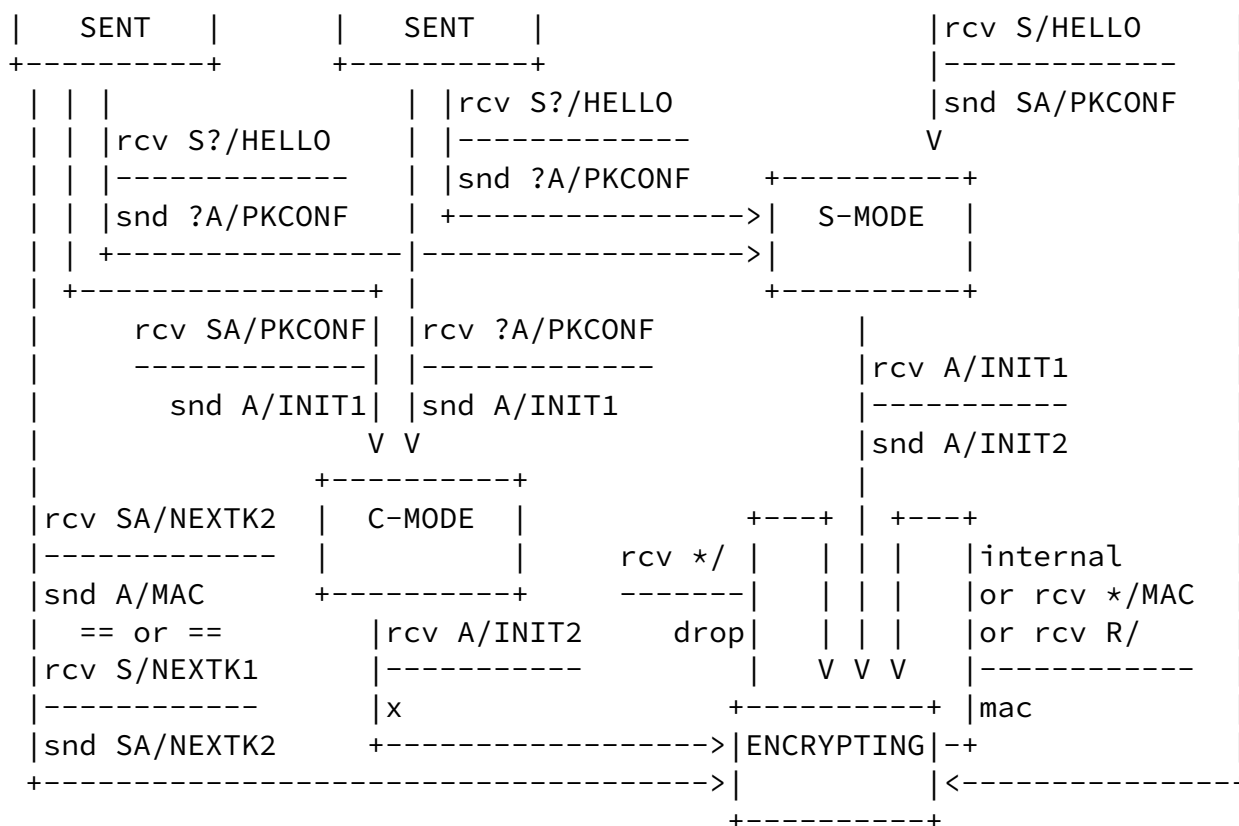 |   SENT   |      |   SENT   |                     |rcv S/HELLO
+----------+      +----------+                     |-------------
 | | |                | |rcv S?/HELLO              |snd SA/PKCONF
 | | |rcv S?/HELLO    | |-------------             V
 | | |-------------   | |snd ?A/PKCONF    +----------+
 | | |snd ?A/PKCONF   | +---------------->|  S-MODE  |
 | | +----------------|------------------>|          |
 | +----------------+ |                   +----------+
 |     rcv SA/PKCONF| |rcv ?A/PKCONF           |
 |     -------------| |-------------           |rcv A/INIT1
 |       snd A/INIT1| |snd A/INIT1             |-----------
 |                  V V                        |snd A/INIT2
 |               +----------+                  |
 |rcv SA/NEXTK2  |  C-MODE  |            +---+ | +---+
 |-------------  |          |     rcv */ |   | | |   |internal
 |snd A/MAC      +----------+     -------|   | | |   |or rcv */MAC
 |  == or ==        |rcv A/INIT2     drop|   | | |   |or rcv R/
 |rcv S/NEXTK1      |-----------         |   V V V   |------------
 |------------      |x                  +----------+ |mac
 |snd SA/NEXTK2     +------------------>|ENCRYPTING|-+
 +------------------------------------->|          |<----------------
                                        +----------+